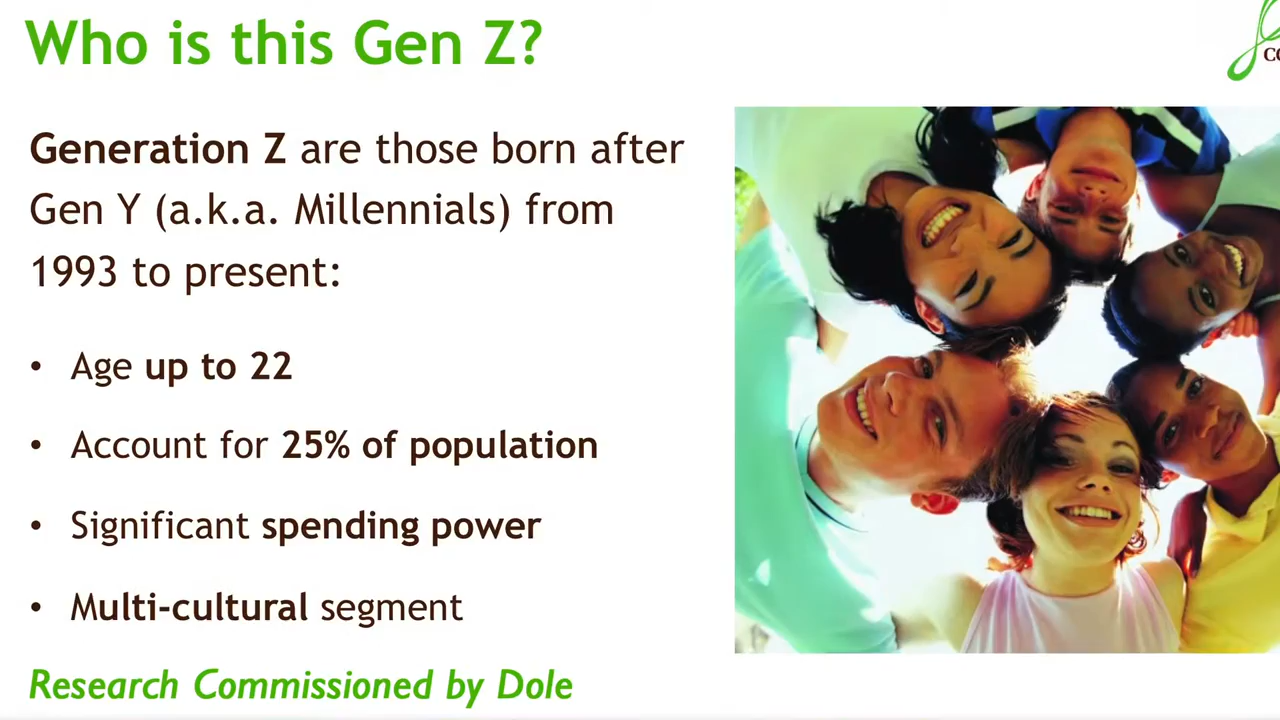 Who is this Gen Z?
Generation Z are those born after
Gen Y (a.k.a. Millennials) from
1993 to present:
• Age up to 22
• Account for 25% of population
• Significant spending power
• Multi-cultural segment
Research Commissioned by Dole